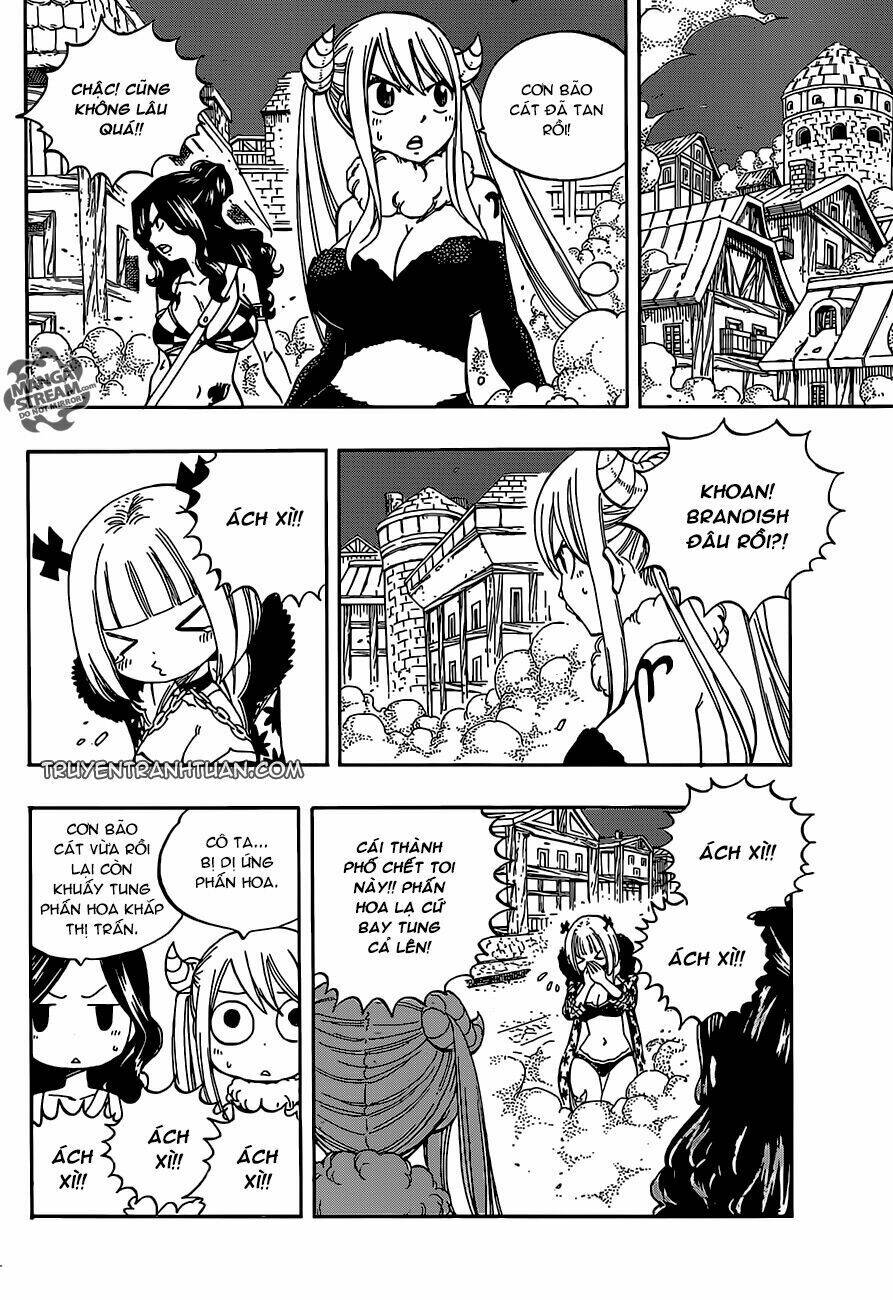 CƠN BÃO
CÁT ĐÃ TAN
RỒI!
CHẬC! CŨNG
KHÔNG LÂU
QUÁ!!
MANGA
STREAM.com
DO NOT MIRROR
KHOAN!
BRANDISH
ĐÂU RỒI?!
ÁCH XÌ!!
TRUYENTRANHTUAN.COM
ÁCH XÌ!!
ÁCH XÌ!!
ÁCH XÌ!!
CÁI THÀNH
PHỐ CHẾT TOI
NÀY!! PHẤN
HOA LẠ CỨ
BAY TUNG
CẢ LÊN!
CÔ TA...
BỊ DỊ ỨNG
PHẤN HOA.
CƠN BÃO
CÁT VỪA RỒI
LẠI CÒN
KHUẤY TUNG
PHẤN HOA KHẮP
THỊ TRẤN.
ÁCH
XÌ!!
ÁCH
XÌ!!
ÁCH
XÌ!!